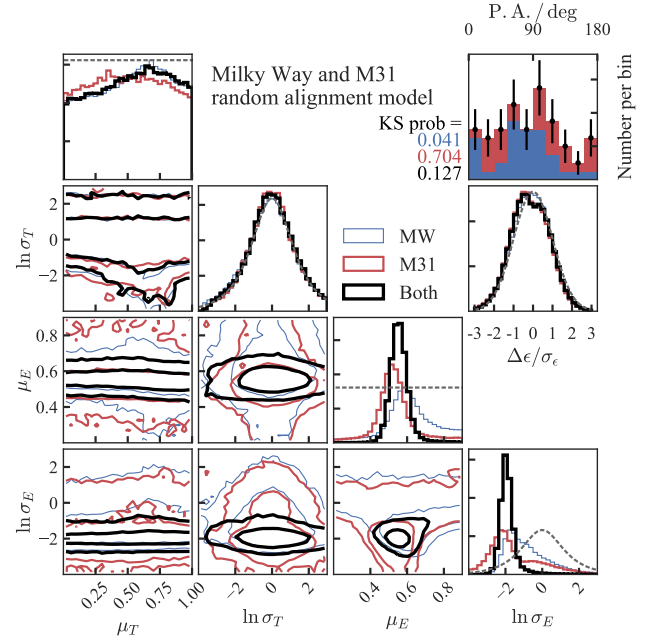 P. A./deg
0 90 180
Milky Way and M31
random alignment model
KS prob =
0.041
0.704
0.127
Number per bin
ln σ_T
2
0
−2
MW
M31
Both
-3 -2 -1 0 1 2 3
Δϵ/σ_ϵ
μ_E
0.8
0.6
0.4
ln σ_E
2
0
−2
0.25 0.50 0.75 1.00
μ_T
−2 0 2
ln σ_T
0.4 0.6 0.8
μ_E
−2 0 2
ln σ_E